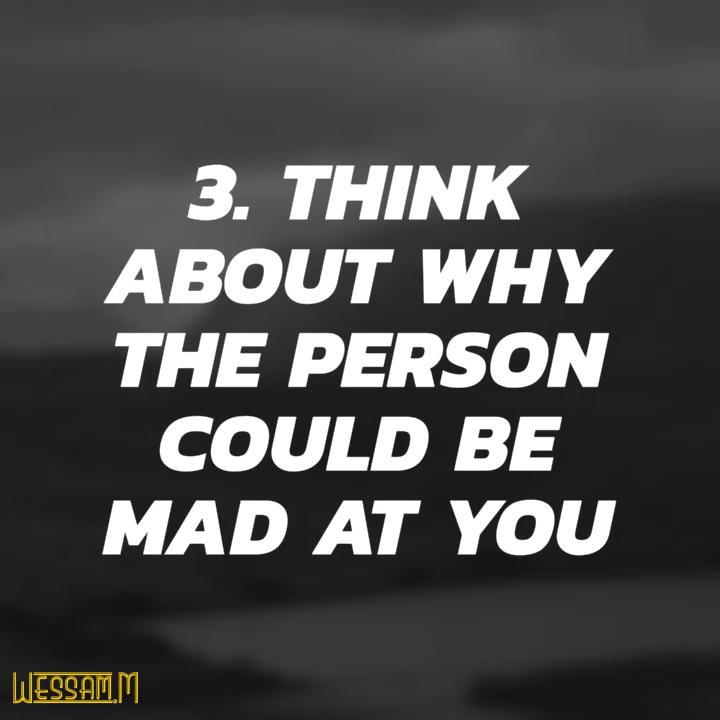 3. THINK
ABOUT WHY
THE PERSON
COULD BE
MAD AT YOU
WESSAM.M